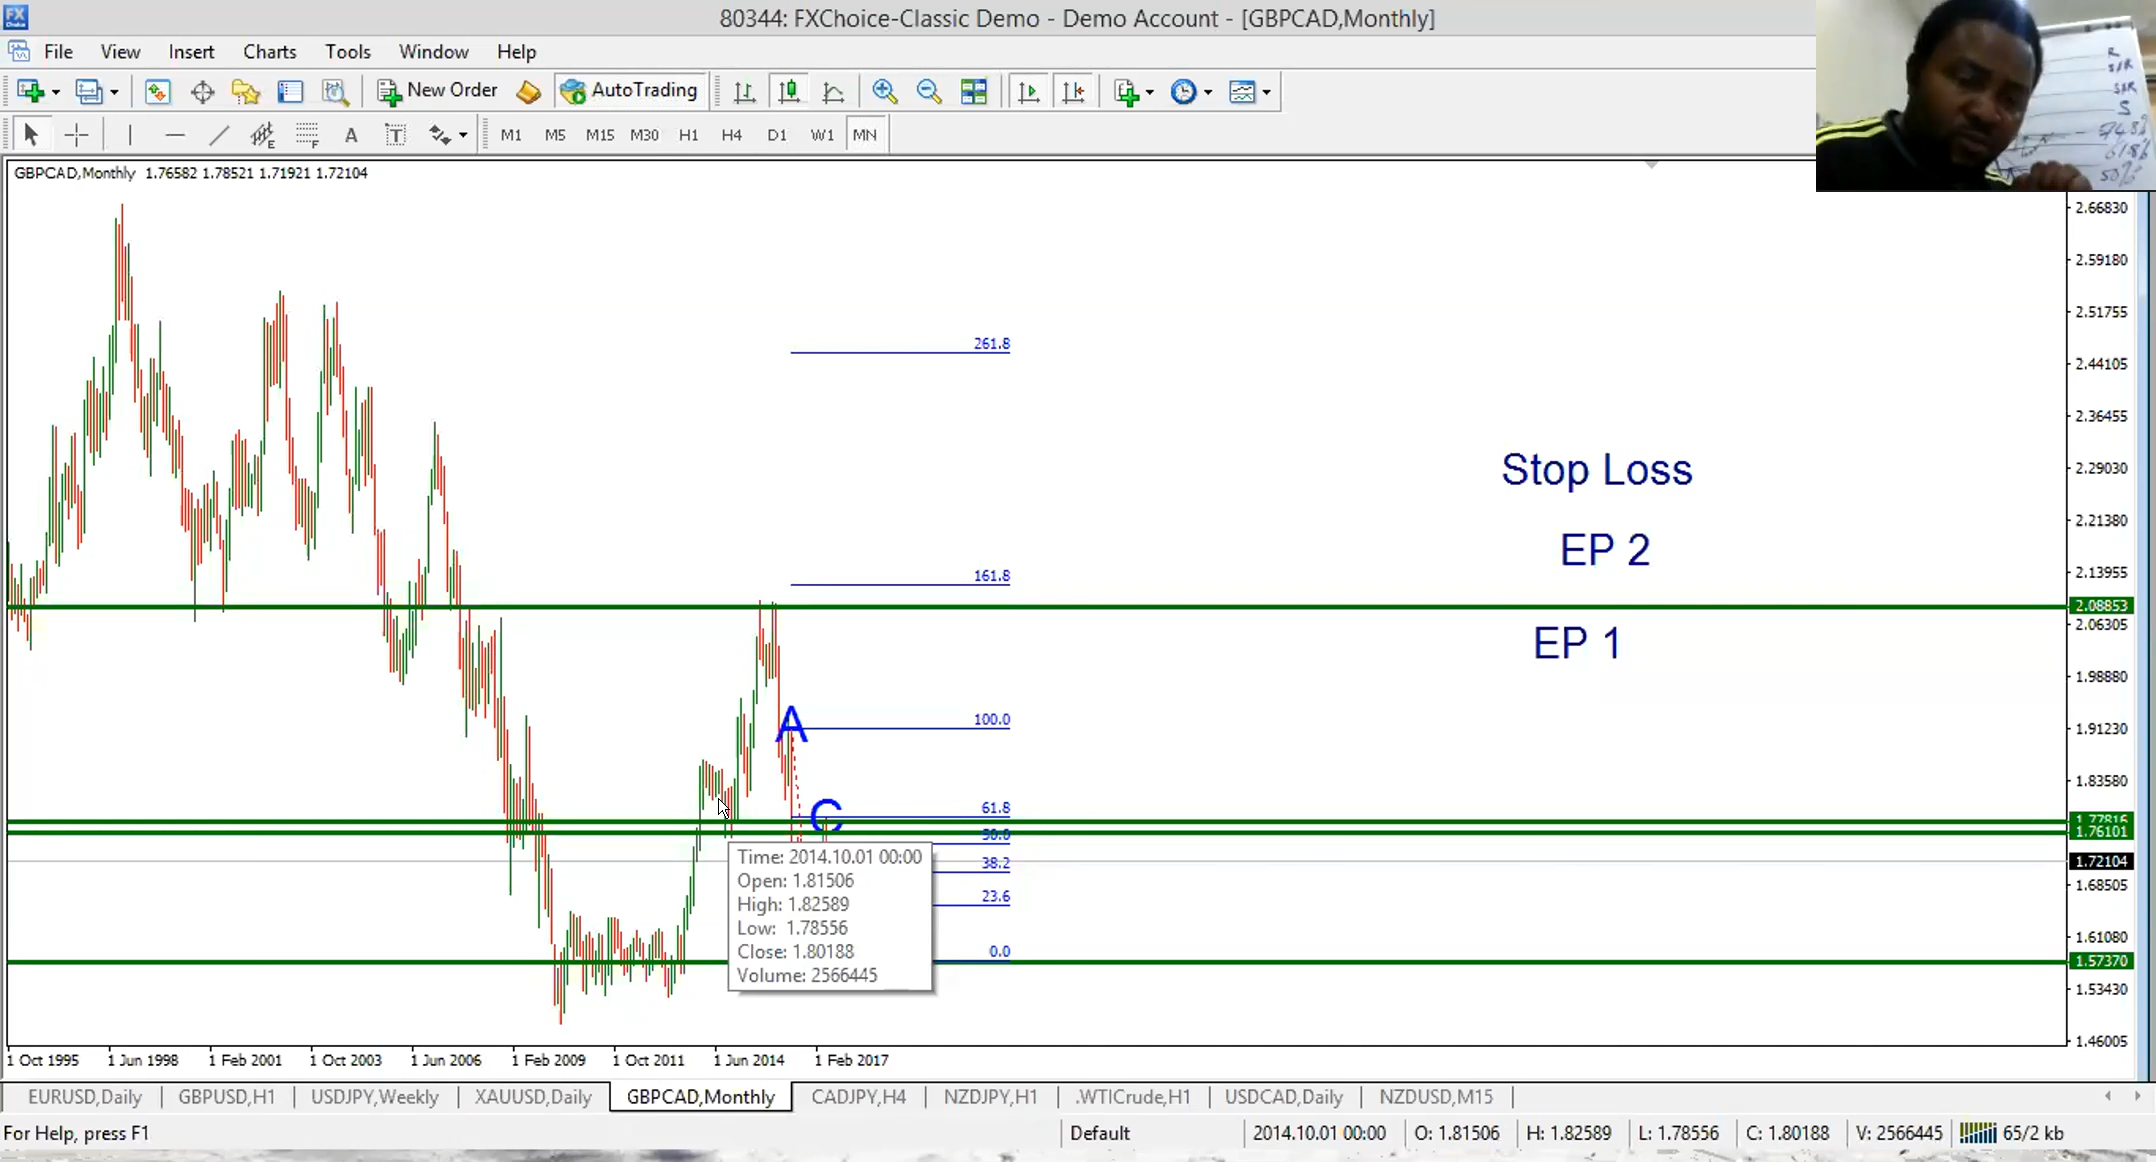 FX
Choice
80344: FXChoice-Classic Demo - Demo Account - [GBPCAD,Monthly]
File View Insert Charts Tools Window Help
New Order AutoTrading
E F A T M1 M5 M15 M30 H1 H4 D1 W1 MN
R
S/R
S
61.8%
50%
GBPCAD,Monthly 1.76582 1.78521 1.71921 1.72104
2.66830
2.59180
2.51755
261.8
2.44105
2.36455
Stop Loss
2.29030
2.21380
EP 2
161.8
2.13955
2.08853
2.06305
EP 1
1.98880
A
100.0
1.91230
1.83580
C
61.8
1.77816
1.76101
50.0
38.2
1.72104
23.6
1.68505
1.61080
0.0
1.57370
1.53430
1.46005
Time: 2014.10.01 00:00
Open: 1.81506
High: 1.82589
Low: 1.78556
Close: 1.80188
Volume: 2566445
1 Oct 1995 1 Jun 1998 1 Feb 2001 1 Oct 2003 1 Jun 2006 1 Feb 2009 1 Oct 2011 1 Jun 2014 1 Feb 2017
EURUSD,Daily GBPUSD,H1 USDJPY,Weekly XAUUSD,Daily GBPCAD,Monthly CADJPY,H4 NZDJPY,H1 .WTICrude,H1 USDCAD,Daily NZDUSD,M15
For Help, press F1 Default 2014.10.01 00:00 O: 1.81506 H: 1.82589 L: 1.78556 C: 1.80188 V: 2566445 65/2 kb